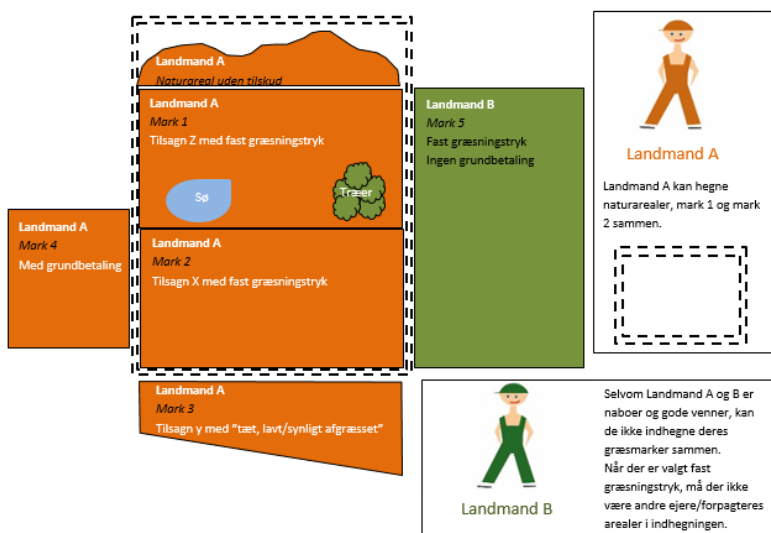 Landmand A
Naturareal uden tilskud
Landmand A
Mark 1
Tilsagn Z med fast græsningstryk
Sø
Træer
Landmand A
Mark 2
Tilsagn X med fast græsningstryk
Landmand A
Mark 4
Med grundbetaling
Landmand A
Mark 3
Tilsagn y med ”tæt, lavt/synligt afgræsset”
Landmand B
Mark 5
Fast græsningstryk
Ingen grundbetaling
Landmand A
Landmand A kan hegne
naturarealer, mark 1 og mark
2 sammen.
Landmand B
Selvom Landmand A og B er
naboer og gode venner, kan
de ikke indhegne deres
græsmarker sammen.
Når der er valgt fast
græsningstryk, må der ikke
være andre ejere/forpagteres
arealer i indhegningen.